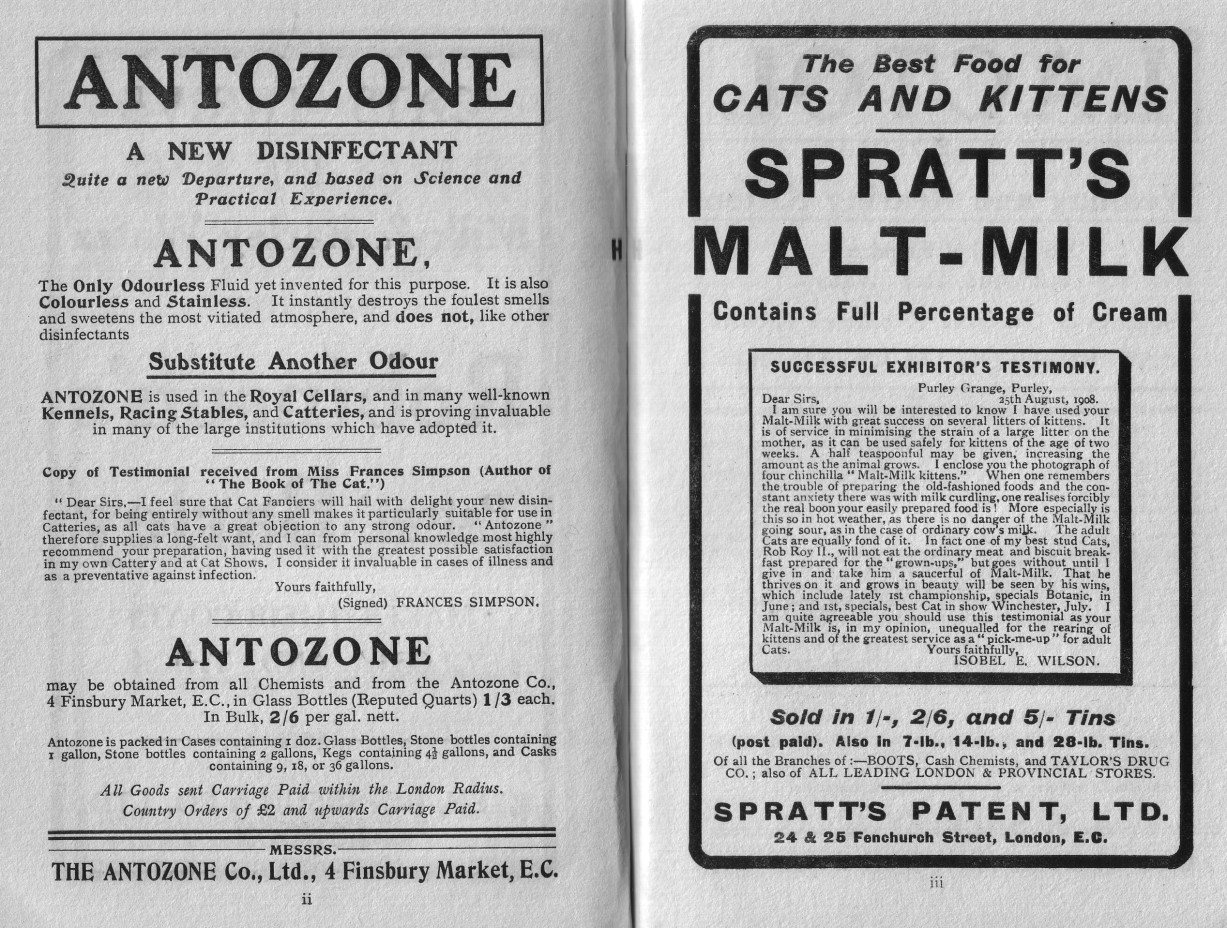 ANTOZONE
A NEW DISINFECTANT
Quite a new Departure, and based on Science and
Practical Experience.
ANTOZONE,
The Only Odourless Fluid yet invented for this purpose. It is also
Colourless and Stainless. It instantly destroys the foulest smells
and sweetens the most vitiated atmosphere, and does not, like other
disinfectants
Substitute Another Odour
ANTOZONE is used in the Royal Cellars, and in many well-known
Kennels, Racing Stables, and Catteries, and is proving invaluable
in many of the large institutions which have adopted it.
Copy of Testimonial received from Miss Frances Simpson (Author of
"The Book of The Cat.")
"Dear Sirs,—I feel sure that Cat Fanciers will hail with delight your new disin-
fectant, for being entirely without any smell makes it particularly suitable for use in
Catteries, as all cats have a great objection to any strong odour. "Antozone"
therefore supplies a long-felt want, and I can from personal knowledge most highly
recommend your preparation, having used it with the greatest possible satisfaction
in my own Cattery and at Cat Shows. I consider it invaluable in cases of illness and
as a preventative against infection.
Yours faithfully,
(Signed) FRANCES SIMPSON.
ANTOZONE
may be obtained from all Chemists and from the Antozone Co.,
4 Finsbury Market, E.C., in Glass Bottles (Reputed Quarts) 1/3 each.
In Bulk, 2/6 per gal. nett.
Antozone is packed in Cases containing 1 doz. Glass Bottles, Stone bottles containing
1 gallon, Stone bottles containing 2 gallons, Kegs containing 4½ gallons, and Casks
containing 9, 18, or 36 gallons.
All Goods sent Carriage Paid within the London Radius.
Country Orders of £2 and upwards Carriage Paid.
MESSRS.
THE ANTOZONE Co., Ltd., 4 Finsbury Market, E.C.
ii
H
The Best Food for
CATS AND KITTENS
SPRATT'S
MALT-MILK
Contains Full Percentage of Cream
SUCCESSFUL EXHIBITOR'S TESTIMONY.
Purley Grange, Purley,
Dear Sirs, 25th August, 1908.
I am sure you will be interested to know I have used your
Malt-Milk with great success on several litters of kittens. It
is of service in minimising the strain of a large litter on the
mother, as it can be used safely for kittens of the age of two
weeks. A half teaspoonful may be given, increasing the
amount as the animal grows. I enclose you the photograph of
four chinchilla "Malt-Milk kittens." When one remembers
the trouble of preparing the old-fashioned foods and the con-
stant anxiety there was with milk curdling, one realises forcibly
the real boon your easily prepared food is! More especially is
this so in hot weather, as there is no danger of the Malt-Milk
going sour, as in the case of ordinary cow's milk. The adult
Cats are equally fond of it. In fact one of my best stud Cats,
Rob Roy II., will not eat the ordinary meat and biscuit break-
fast prepared for the "grown-ups," but goes without until I
give in and take him a saucerful of Malt-Milk. That he
thrives on it and grows in beauty will be seen by his wins,
which include lately 1st championship, specials Botanic, in
June; and 1st, specials, best Cat in show Winchester, July. I
am quite agreeable you should use this testimonial as your
Malt-Milk is, in my opinion, unequalled for the rearing of
kittens and of the greatest service as a "pick-me-up" for adult
Cats. Yours faithfully,
ISOBEL E. WILSON.
Sold in 1/-, 2/6, and 5/- Tins
(post paid). Also in 7-lb., 14-lb., and 28-lb. Tins.
Of all the Branches of:—BOOTS, Cash Chemists, and TAYLOR'S DRUG
CO.; also of ALL LEADING LONDON & PROVINCIAL STORES.
SPRATT'S PATENT, LTD.
24 & 25 Fenchurch Street, London, E.C.
iii